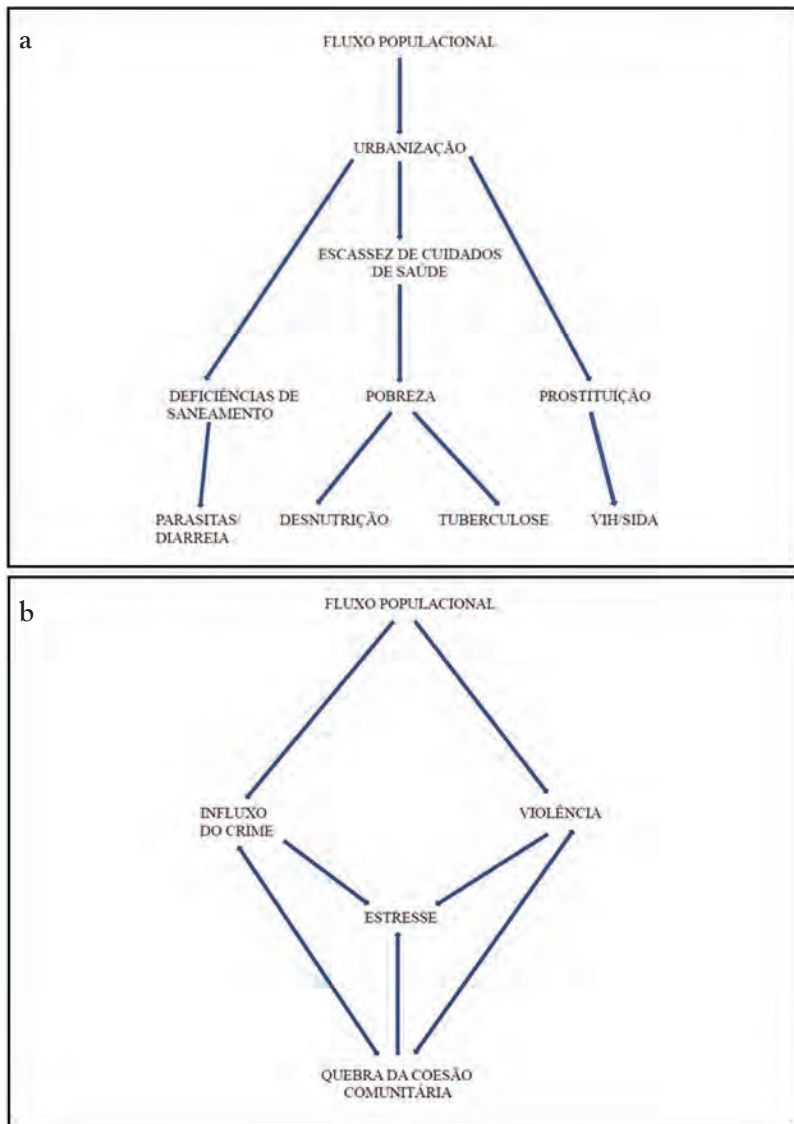 a
FLUXO POPULACIONAL
URBANIZAÇÃO
ESCASSEZ DE CUIDADOS
DE SAÚDE
DEFICIÊNCIAS DE
SANEAMENTO
POBREZA
PROSTITUIÇÃO
PARASITAS/
DIARREIA
DESNUTRIÇÃO
TUBERCULOSE
VIH/SIDA
b
FLUXO POPULACIONAL
INFLUXO
DO CRIME
VIOLÊNCIA
ESTRESSE
QUEBRA DA COESÃO
COMUNITÁRIA